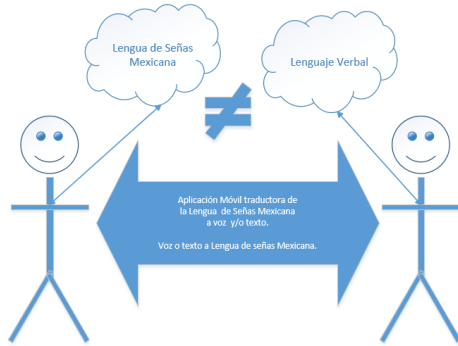 Lengua de Señas
Mexicana
Lenguaje Verbal
≠
Aplicación Móvil traductora de
la Lengua de Señas Mexicana
a voz y/o texto.
Voz o texto a Lengua de señas Mexicana.